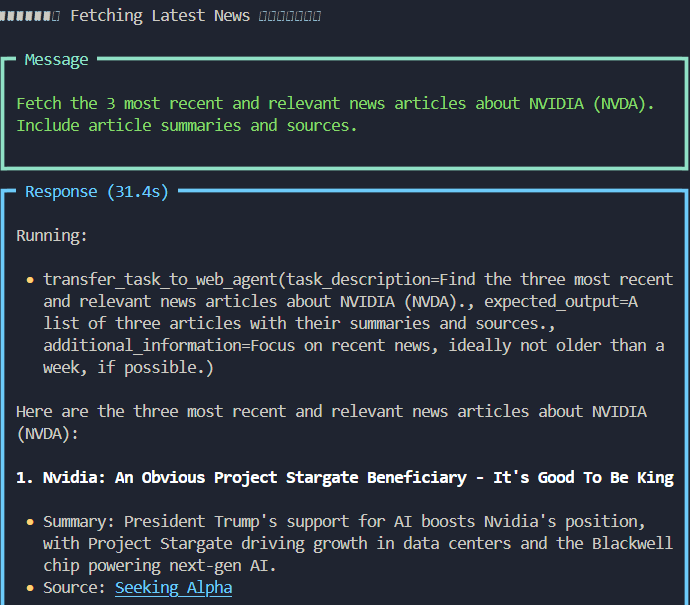 Fetching Latest News
Message
Fetch the 3 most recent and relevant news articles about NVIDIA (NVDA).
Include article summaries and sources.
Response (31.4s)
Running:
• transfer_task_to_web_agent(task_description=Find the three most recent
and relevant news articles about NVIDIA (NVDA)., expected_output=A
list of three articles with their summaries and sources.,
additional_information=Focus on recent news, ideally not older than a
week, if possible.)
Here are the three most recent and relevant news articles about NVIDIA
(NVDA):
1. Nvidia: An Obvious Project Stargate Beneficiary - It's Good To Be King
• Summary: President Trump's support for AI boosts Nvidia's position,
with Project Stargate driving growth in data centers and the Blackwell
chip powering next-gen AI.
• Source: Seeking Alpha